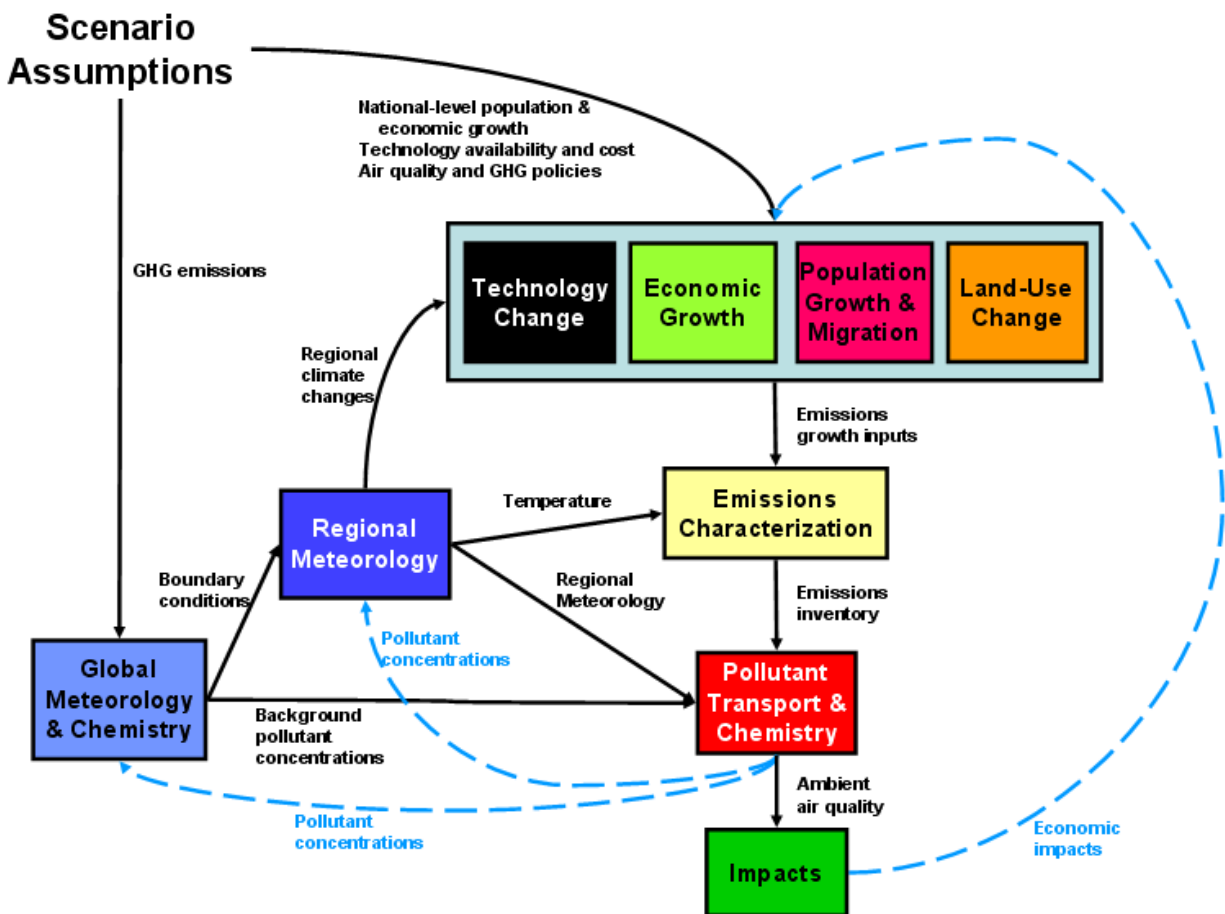 Scenario
Assumptions
National-level population &
economic growth
Technology availability and cost
Air quality and GHG policies
GHG emissions
Technology
Change
Economic
Growth
Population
Growth &
Migration
Land-Use
Change
Regional
climate
changes
Emissions
growth inputs
Regional
Meteorology
Temperature
Emissions
Characterization
Boundary
conditions
Regional
Meteorology
Emissions
inventory
Pollutant
concentrations
Global
Meteorology
& Chemistry
Pollutant
Transport &
Chemistry
Background
pollutant
concentrations
Ambient
air quality
Pollutant
concentrations
Economic
impacts
Impacts